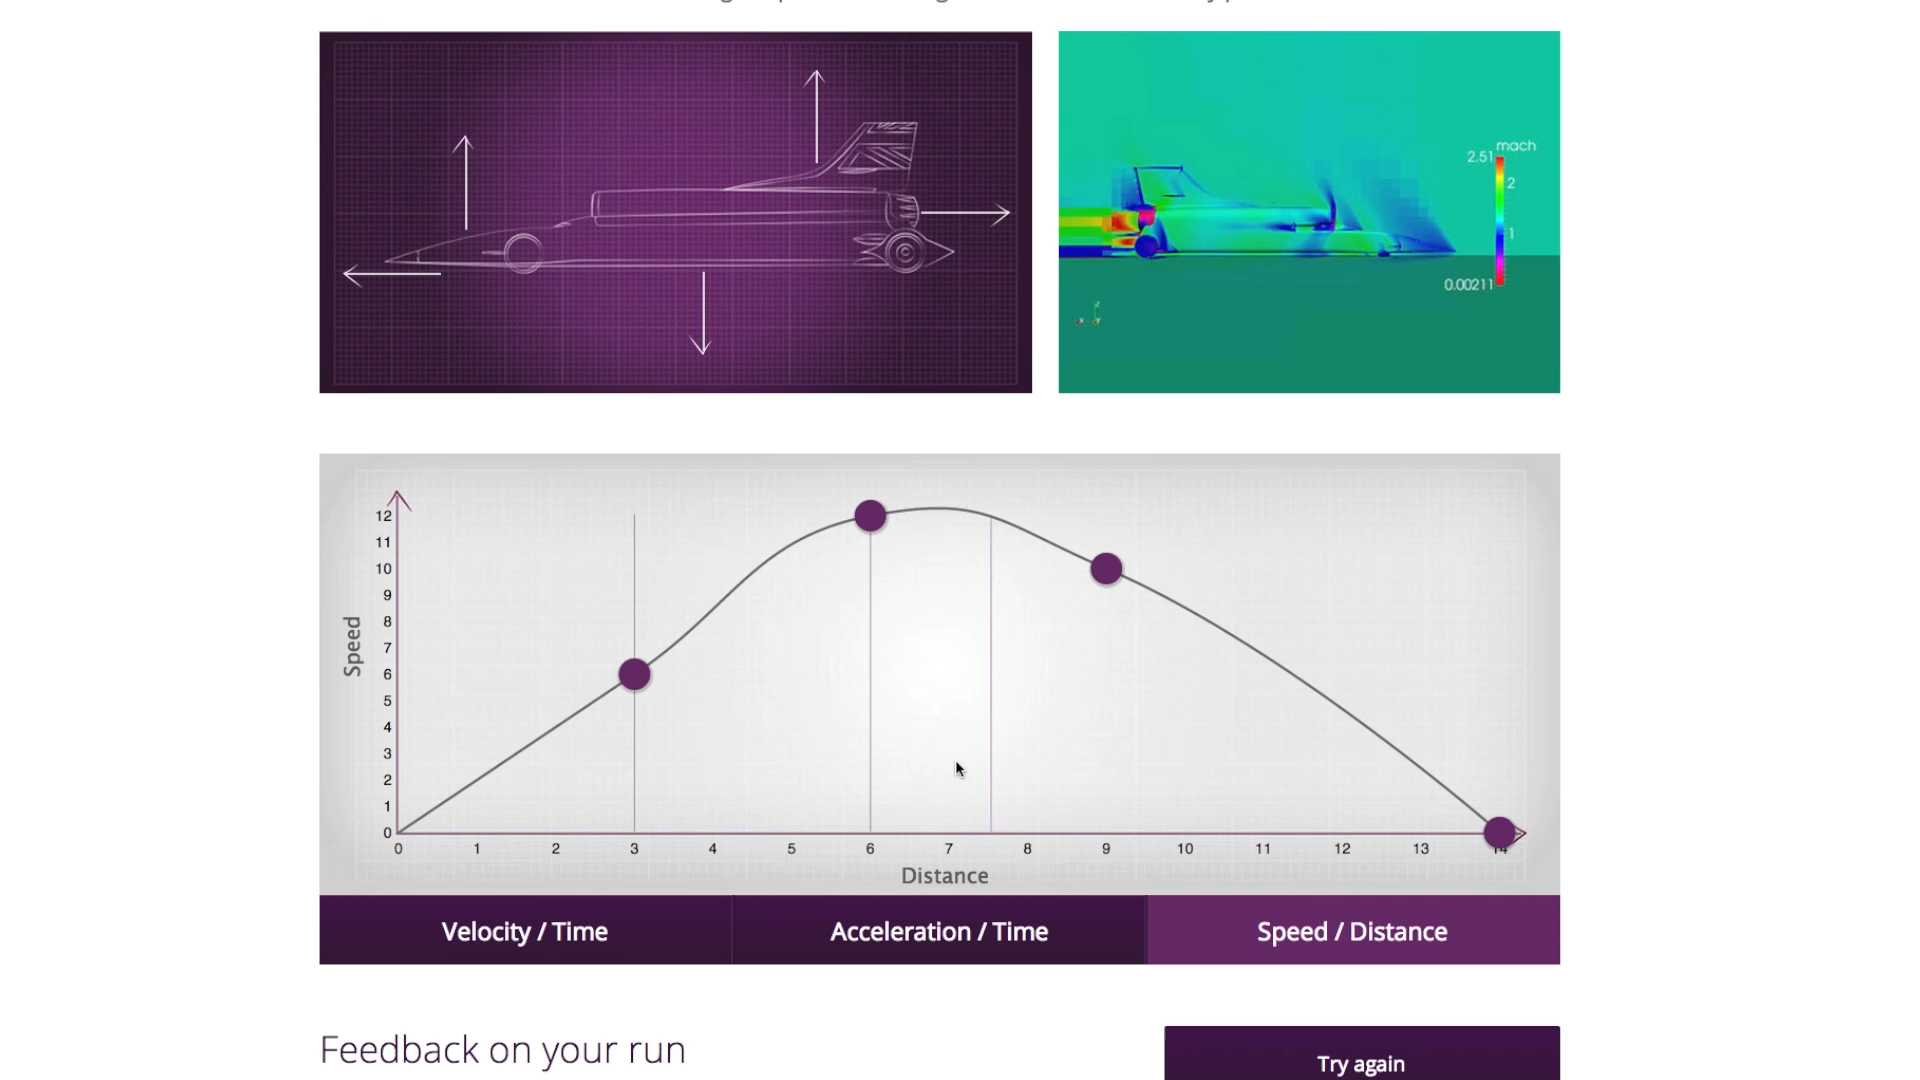 mach
2.51
2
1
0.00211
12
11
10
9
8
7
6
5
4
3
2
1
0
Speed
0 1 2 3 4 5 6 7 8 9 10 11 12 13 14
Distance
Velocity / Time Acceleration / Time Speed / Distance
Feedback on your run
Try again